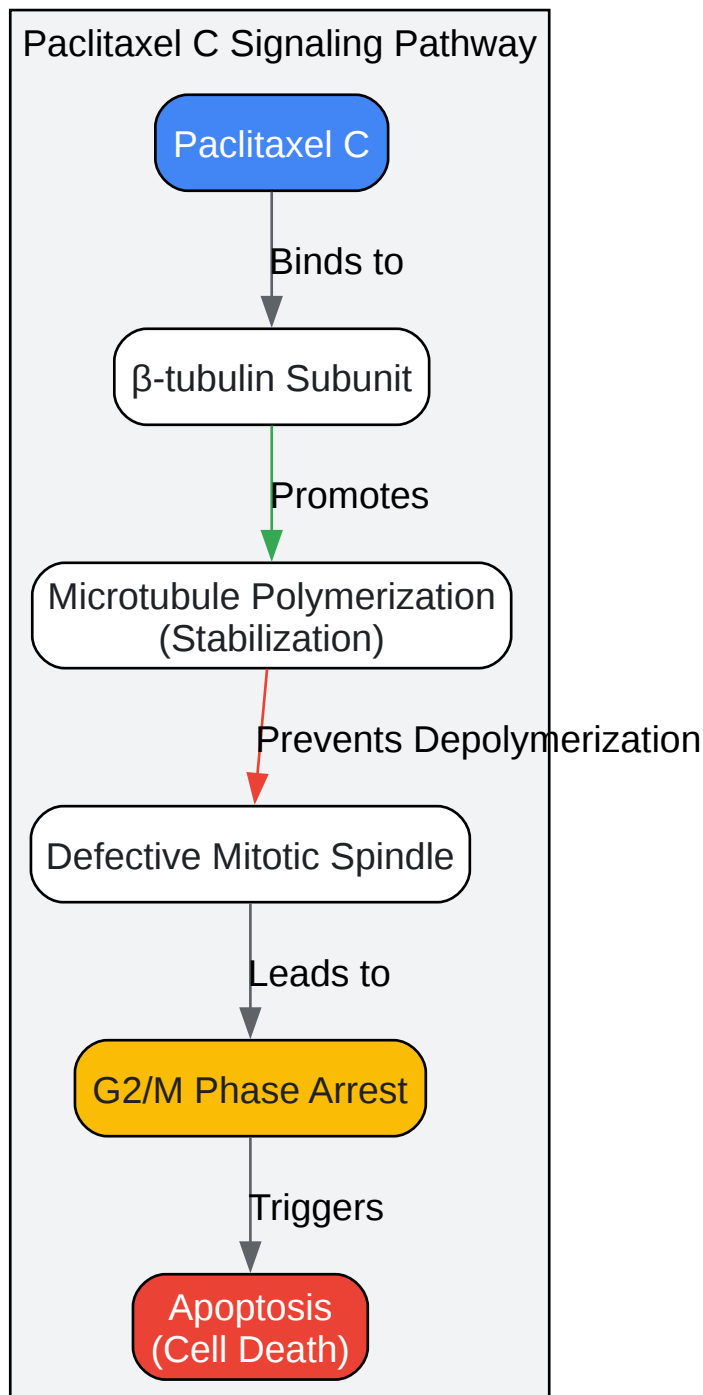 Paclitaxel C Signaling Pathway
Paclitaxel C
Binds to
β-tubulin Subunit
Promotes
Microtubule Polymerization
(Stabilization)
Prevents Depolymerization
Defective Mitotic Spindle
Leads to
G2/M Phase Arrest
Triggers
Apoptosis
(Cell Death)